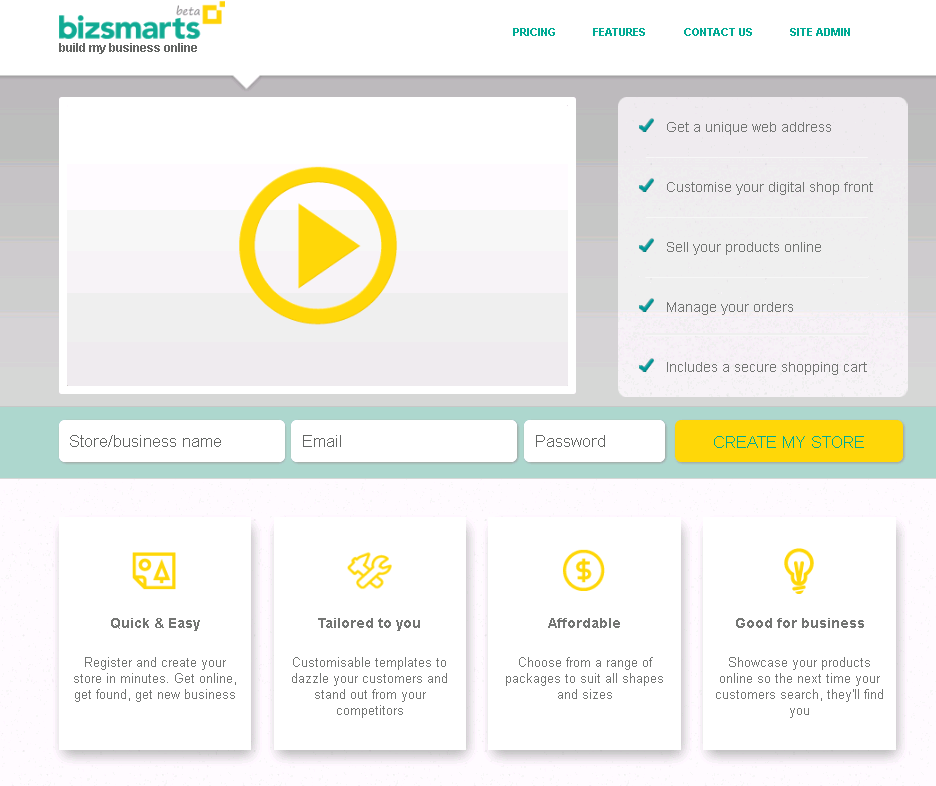 beta
bizsmarts
build my business online
PRICING FEATURES CONTACT US SITE ADMIN
Get a unique web address
Customise your digital shop front
Sell your products online
Manage your orders
Includes a secure shopping cart
Store/business name Email Password CREATE MY STORE
Quick & Easy
Register and create your
store in minutes. Get online,
get found, get new business
Tailored to you
Customisable templates to
dazzle your customers and
stand out from your
competitors
$
Affordable
Choose from a range of
packages to suit all shapes
and sizes
Good for business
Showcase your products
online so the next time your
customers search, they'll find
you